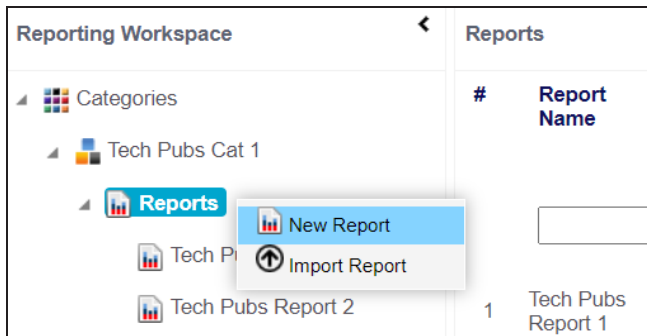 Reporting Workspace
Reports
Categories
Tech Pubs Cat 1
Reports
Tech
New Report
Import Report
Tech Pubs Report 2
#
Report
Name
1
Tech Pubs
Report 1